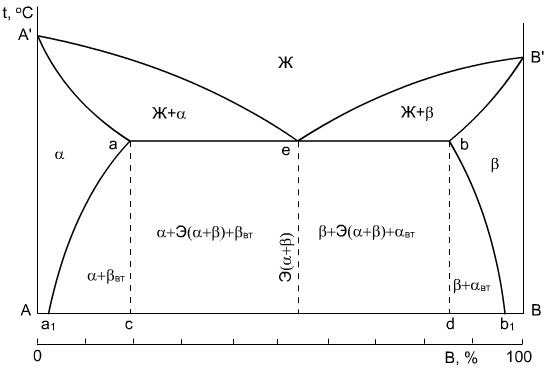 t, °C
A'
Ж
B'
Ж+α
Ж+β
a
e
b
α
β
α+Э(α+β)+βвт
Э(α+β)
β+Э(α+β)+αвт
α+βвт
β+αвт
A
B
a1
c
d
b1
0
B, %
100